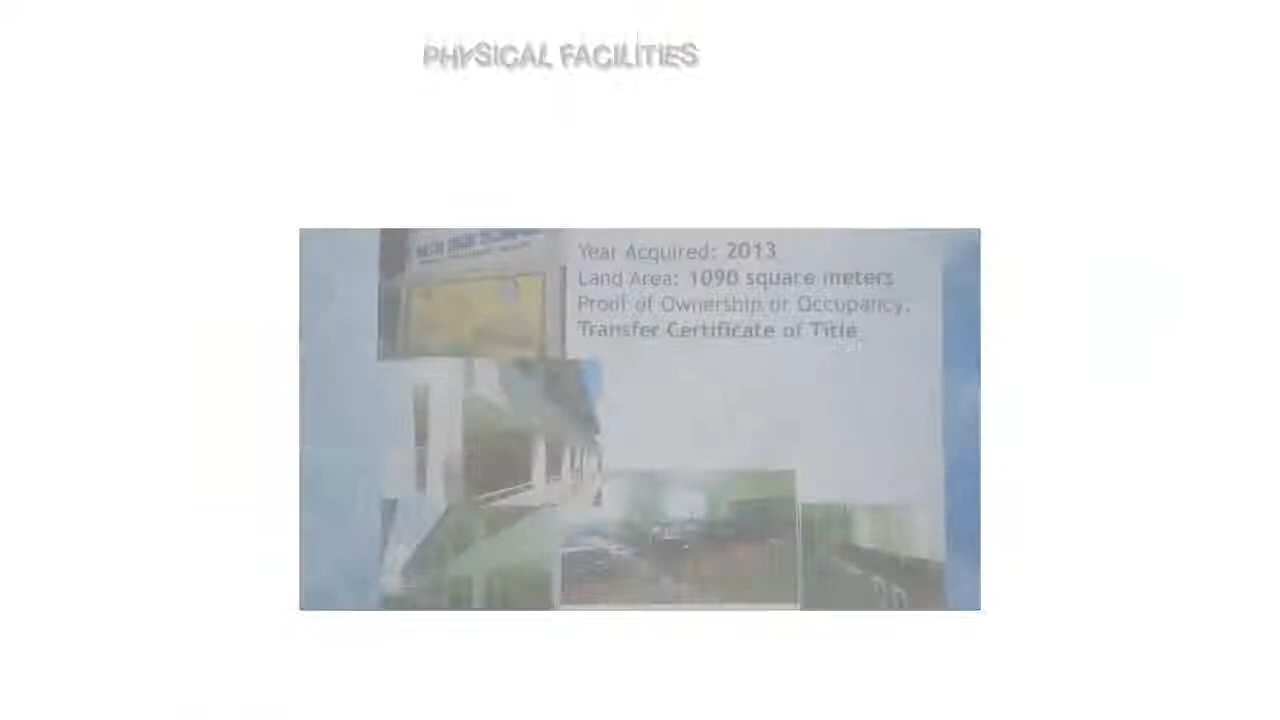 PHYSICAL FACILITIES
Year Acquired: 2013
Land Area: 1090 square meters
Proof of Ownership or Occupancy.
Transfer Certificate of Title